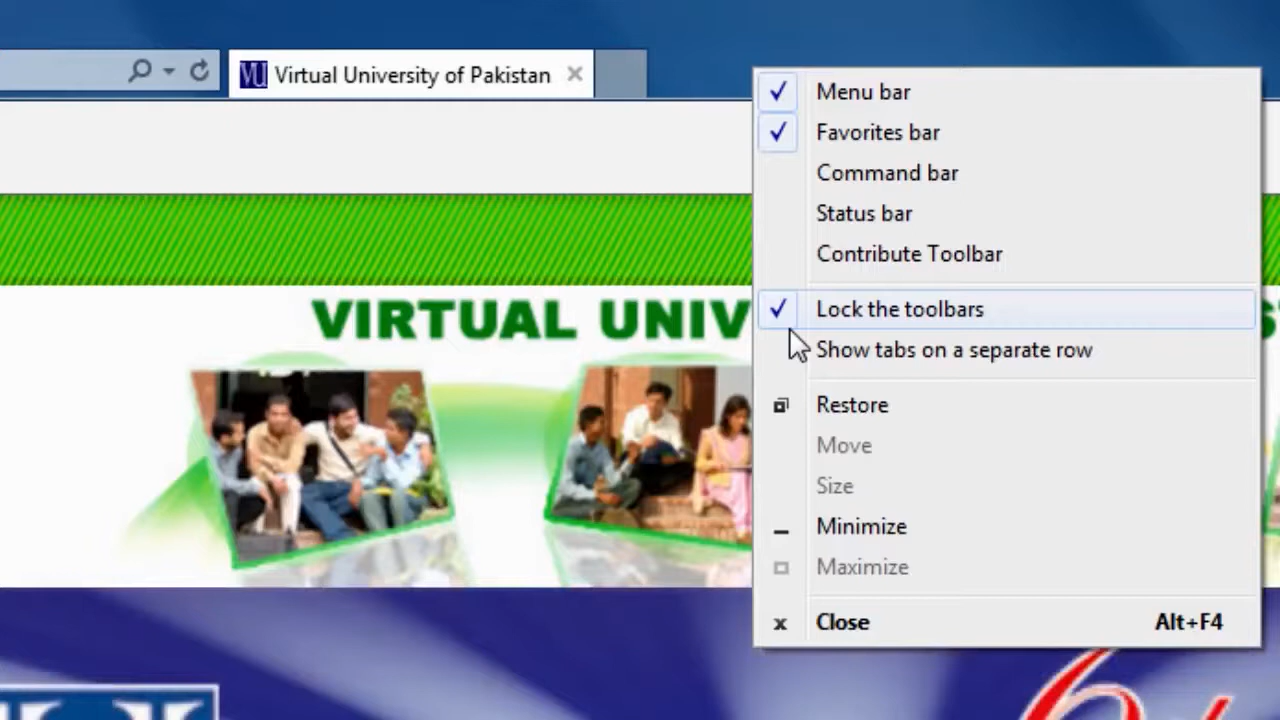 VU Virtual University of Pakistan
Menu bar
Favorites bar
Command bar
Status bar
Contribute Toolbar
VIRTUAL UNIV
Lock the toolbars
Show tabs on a separate row
Restore
Move
Size
Minimize
Maximize
Close Alt+F4